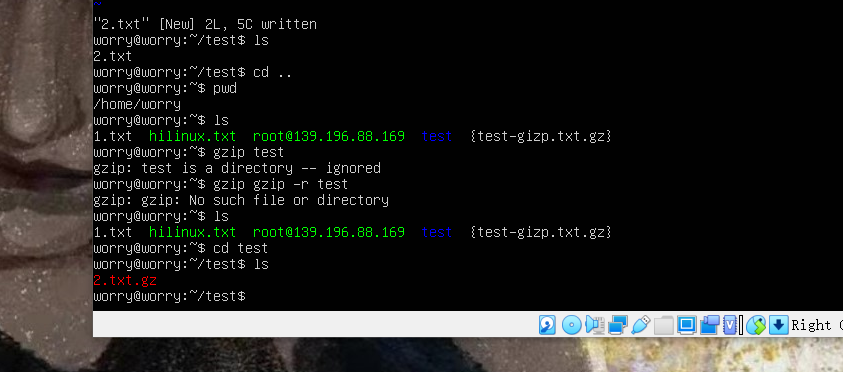 ~
"2.txt" [New] 2L, 5C written
worry@worry:~/test$ ls
2.txt
worry@worry:~/test$ cd ..
worry@worry:~$ pwd
/home/worry
worry@worry:~$ ls
1.txt  hilinux.txt  root@139.196.88.169  test  {test-gizp.txt.gz}
worry@worry:~$ gzip test
gzip: test is a directory -- ignored
worry@worry:~$ gzip gzip -r test
gzip: gzip: No such file or directory
worry@worry:~$ ls
1.txt  hilinux.txt  root@139.196.88.169  test  {test-gizp.txt.gz}
worry@worry:~$ cd test
worry@worry:~/test$ ls
2.txt.gz
worry@worry:~/test$
Right